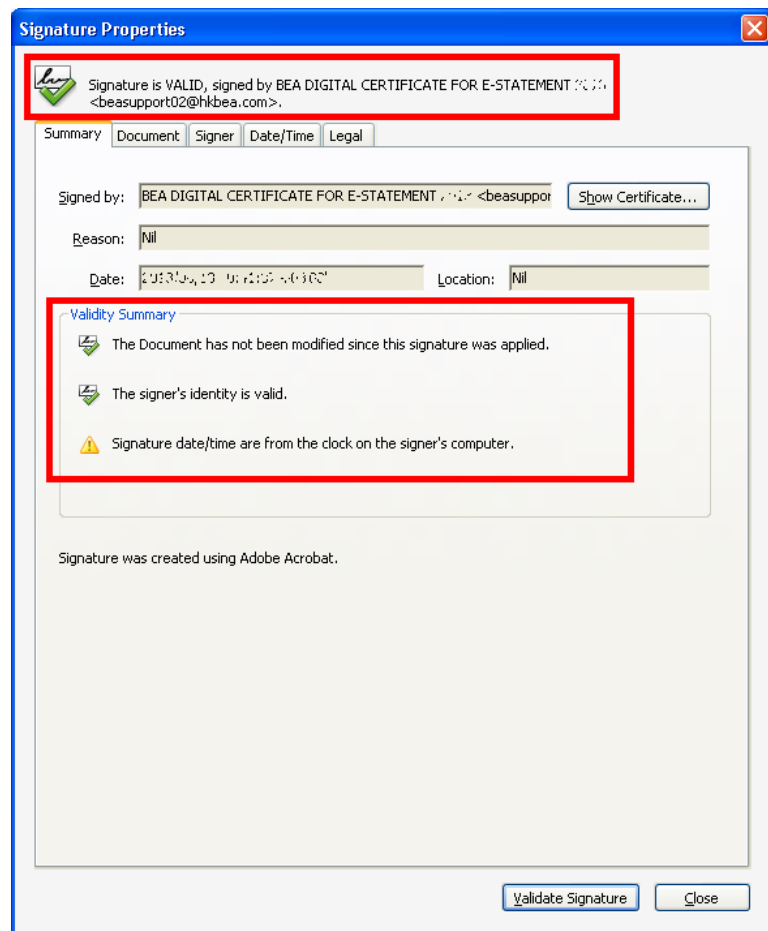 Signature Properties
Signature is VALID, signed by BEA DIGITAL CERTIFICATE FOR E-STATEMENT
<beasupport02@hkbea.com>.
Summary Document Signer Date/Time Legal
Signed by: BEA DIGITAL CERTIFICATE FOR E-STATEMENT <beasuppor Show Certificate...
Reason: Nil
Date: Location: Nil
Validity Summary
The Document has not been modified since this signature was applied.
The signer's identity is valid.
Signature date/time are from the clock on the signer's computer.
Signature was created using Adobe Acrobat.
Validate Signature Close